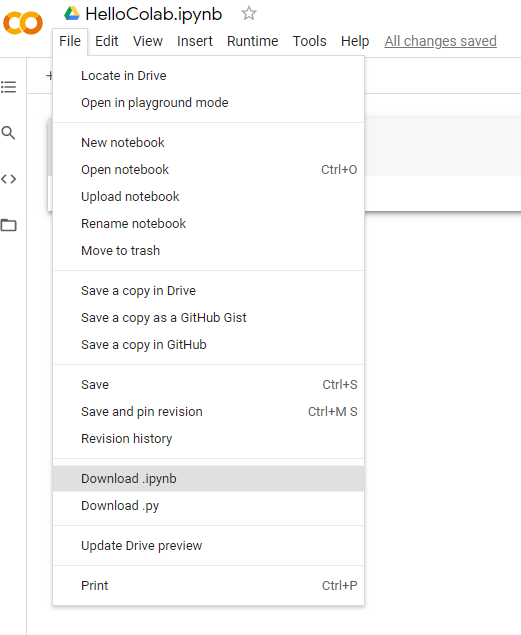 HelloColab.ipynb
File Edit View Insert Runtime Tools Help All changes saved
Locate in Drive
Open in playground mode
New notebook
Open notebook Ctrl+O
Upload notebook
Rename notebook
Move to trash
Save a copy in Drive
Save a copy as a GitHub Gist
Save a copy in GitHub
Save Ctrl+S
Save and pin revision Ctrl+M S
Revision history
Download .ipynb
Download .py
Update Drive preview
Print Ctrl+P